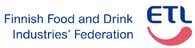 Finnish Food and Drink
Industries' Federation
ETL